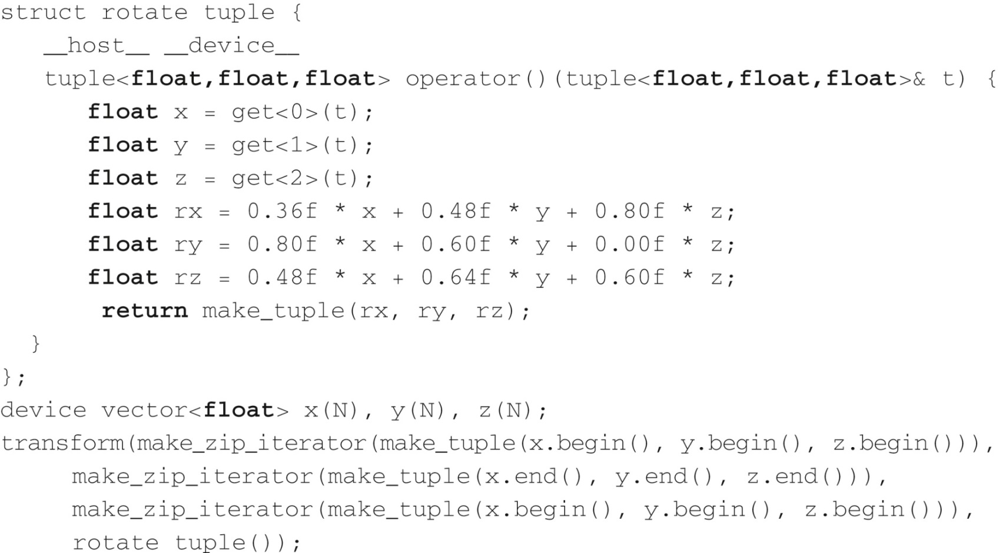 struct rotate tuple {
__host__ __device__
tuple<float,float,float> operator()(tuple<float,float,float>& t) {
float x = get<0>(t);
float y = get<1>(t);
float z = get<2>(t);
float rx = 0.36f * x + 0.48f * y + 0.80f * z;
float ry = 0.80f * x + 0.60f * y + 0.00f * z;
float rz = 0.48f * x + 0.64f * y + 0.60f * z;
return make_tuple(rx, ry, rz);
}
};
device vector<float> x(N), y(N), z(N);
transform(make_zip_iterator(make_tuple(x.begin(), y.begin(), z.begin())),
make_zip_iterator(make_tuple(x.end(), y.end(), z.end())),
make_zip_iterator(make_tuple(x.begin(), y.begin(), z.begin())),
rotate tuple());